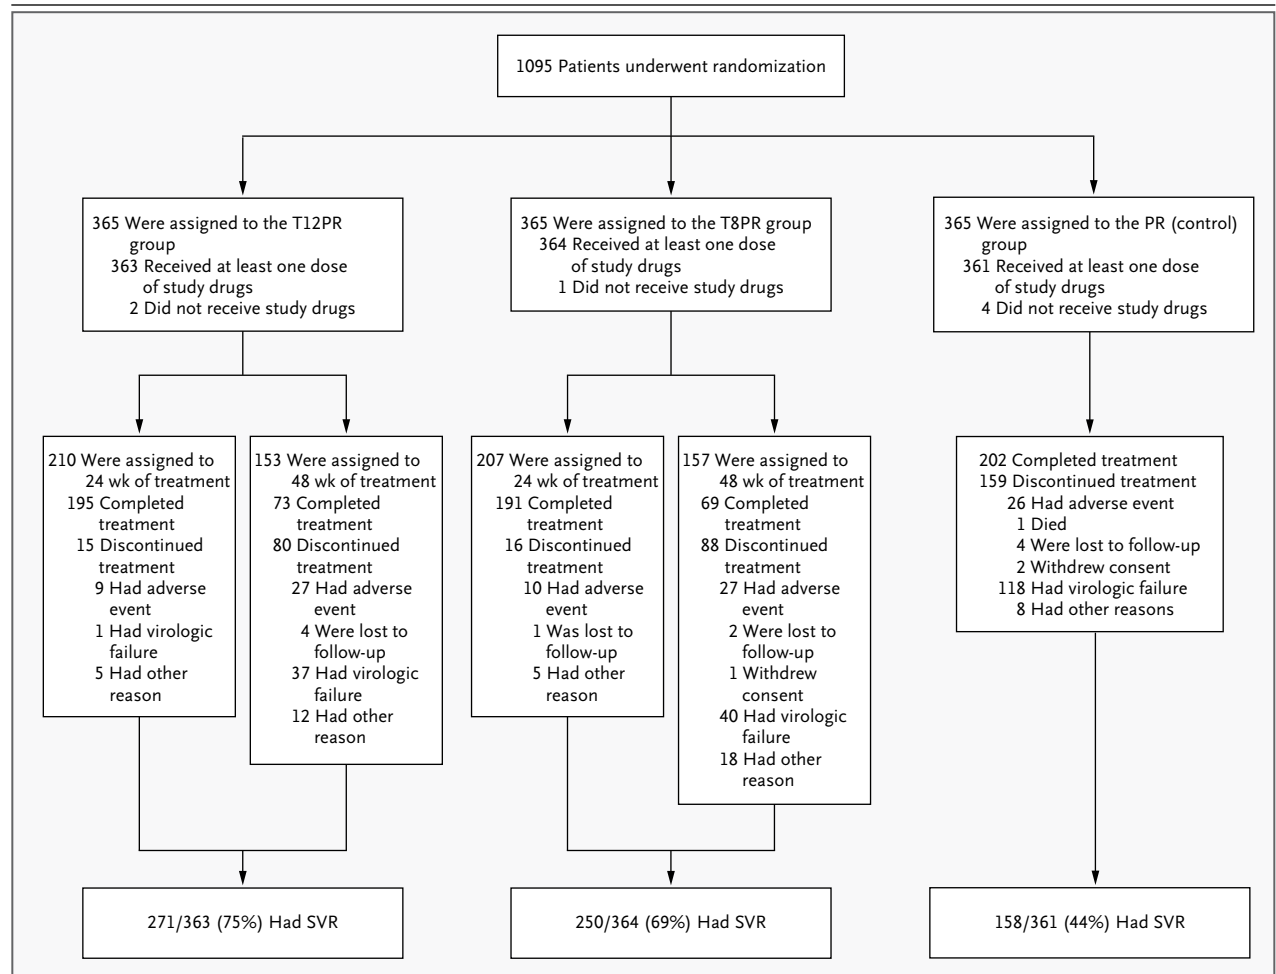 1095 Patients underwent randomization
365 Were assigned to the T12PR
group
363 Received at least one dose
of study drugs
2 Did not receive study drugs
365 Were assigned to the T8PR group
364 Received at least one dose
of study drugs
1 Did not receive study drugs
365 Were assigned to the PR (control)
group
361 Received at least one dose
of study drugs
4 Did not receive study drugs
210 Were assigned to
24 wk of treatment
195 Completed
treatment
15 Discontinued
treatment
9 Had adverse
event
1 Had virologic
failure
5 Had other
reason
153 Were assigned to
48 wk of treatment
73 Completed
treatment
80 Discontinued
treatment
27 Had adverse
event
4 Were lost to
follow-up
37 Had virologic
failure
12 Had other
reason
207 Were assigned to
24 wk of treatment
191 Completed
treatment
16 Discontinued
treatment
10 Had adverse
event
1 Was lost to
follow-up
5 Had other
reason
157 Were assigned to
48 wk of treatment
69 Completed
treatment
88 Discontinued
treatment
27 Had adverse
event
2 Were lost to
follow-up
1 Withdrew
consent
40 Had virologic
failure
18 Had other
reason
202 Completed treatment
159 Discontinued treatment
26 Had adverse event
1 Died
4 Were lost to follow-up
2 Withdrew consent
118 Had virologic failure
8 Had other reasons
271/363 (75%) Had SVR
250/364 (69%) Had SVR
158/361 (44%) Had SVR